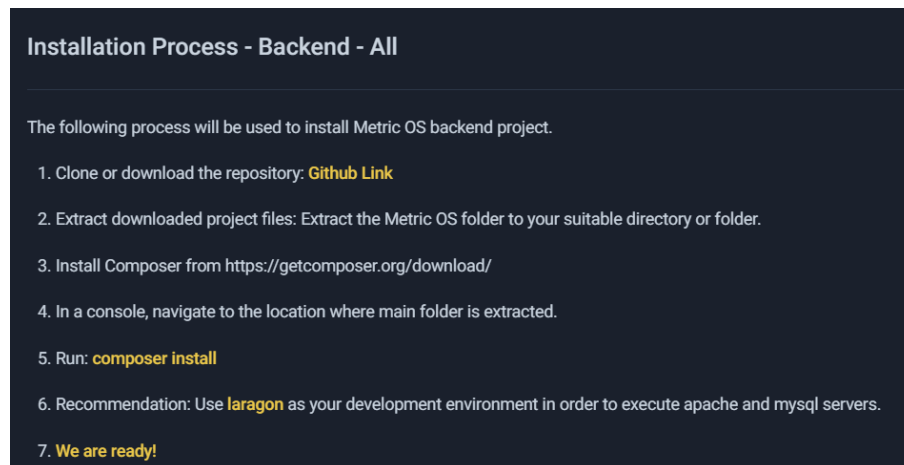 Installation Process - Backend - All
The following process will be used to install Metric OS backend project.
1. Clone or download the repository: Github Link
2. Extract downloaded project files: Extract the Metric OS folder to your suitable directory or folder.
3. Install Composer from https://getcomposer.org/download/
4. In a console, navigate to the location where main folder is extracted.
5. Run: composer install
6. Recommendation: Use laragon as your development environment in order to execute apache and mysql servers.
7. We are ready!